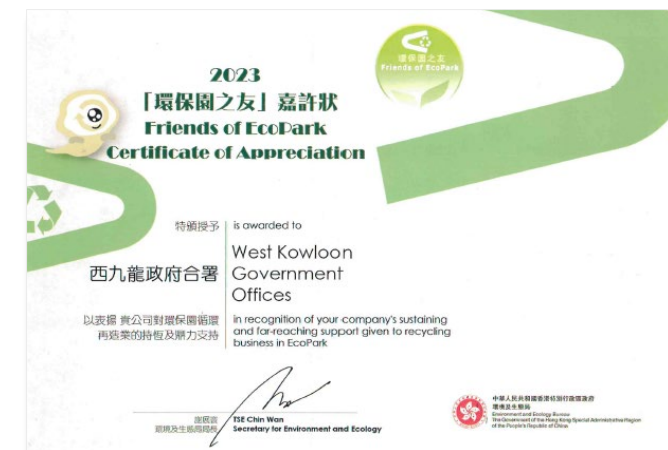 2023
「環保園之友」嘉許狀
Friends of EcoPark
Certificate of Appreciation
環保園之友
Friends of EcoPark
特頒授予
is awarded to
西九龍政府合署
West Kowloon
Government
Offices
以表揚 貴公司對環保園循環
再造業的持恆及鼎力支持
in recognition of your company's sustaining
and far-reaching support given to recycling
business in EcoPark
謝展寰
環境及生態局局長
TSE Chin Wan
Secretary for Environment and Ecology
中華人民共和國香港特別行政區政府
環境及生態局
Environment and Ecology Bureau
The Government of the Hong Kong Special Administrative Region
of the People's Republic of China